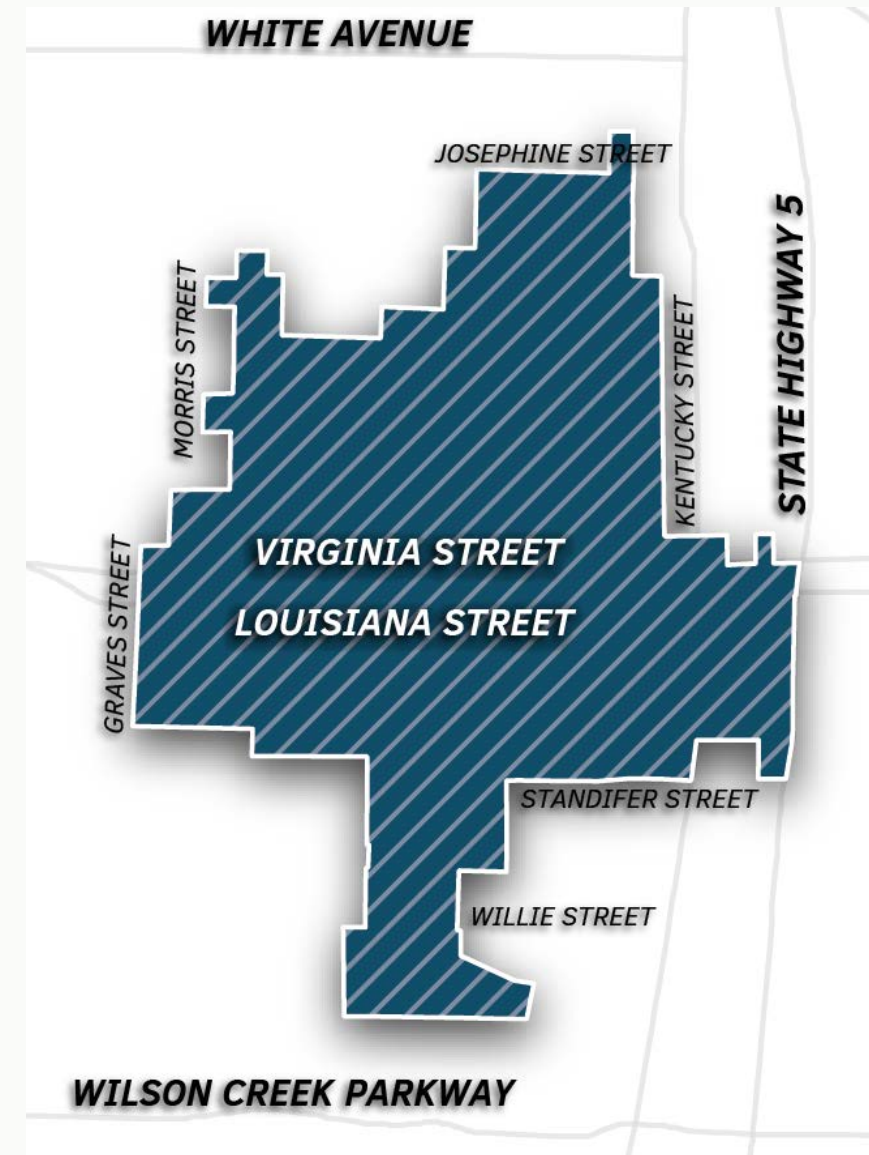 WHITE AVENUE
JOSEPHINE STREET
STATE HIGHWAY 5
MORRIS STREET
KENTUCKY STREET
VIRGINIA STREET
GRAVES STREET
LOUISIANA STREET
STANDIFER STREET
WILLIE STREET
WILSON CREEK PARKWAY